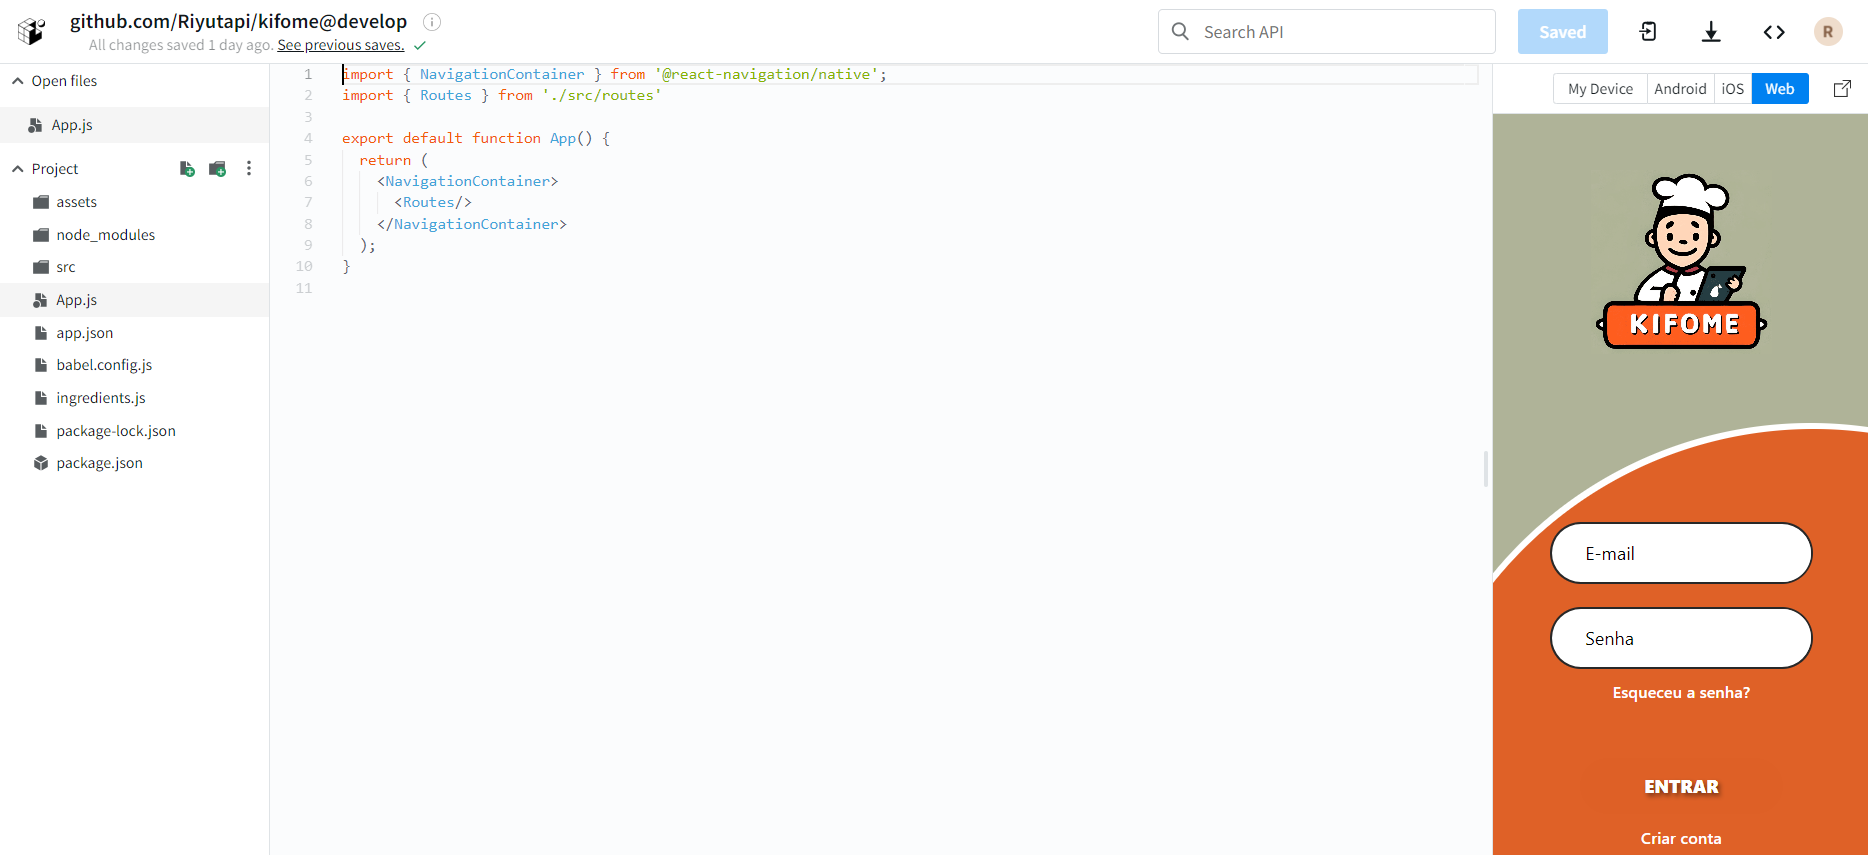 github.com/Riyutapi/kifome@develop
All changes saved 1 day ago. See previous saves.
Search API
Saved
R
Open files
App.js
Project
assets
node_modules
src
App.js
app.json
babel.config.js
ingredients.js
package-lock.json
package.json
1 import { NavigationContainer } from '@react-navigation/native';
2 import { Routes } from './src/routes'
3
4 export default function App() {
5 return (
6 <NavigationContainer>
7 <Routes/>
8 </NavigationContainer>
9 );
10 }
11
My Device Android iOS Web
KIFOME
E-mail
Senha
Esqueceu a senha?
ENTRAR
Criar conta